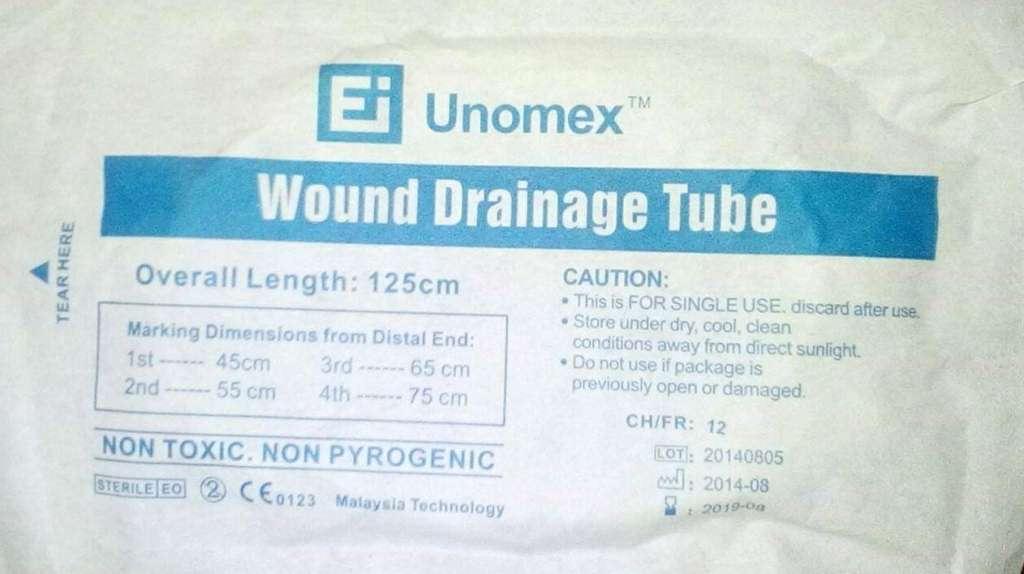 Ei Unomex™
Wound Drainage Tube
TEAR HERE
Overall Length: 125cm
Marking Dimensions from Distal End:
1st ------ 45cm 3rd ------ 65 cm
2nd ------ 55 cm 4th ------ 75 cm
NON TOXIC. NON PYROGENIC
STERILE EO 2 CE0123 Malaysia Technology
CAUTION:
• This is FOR SINGLE USE. discard after use.
• Store under dry, cool, clean
conditions away from direct sunlight.
• Do not use if package is
previously open or damaged.
CH/FR: 12
LOT: 20140805
: 2014-08
: 2019-08